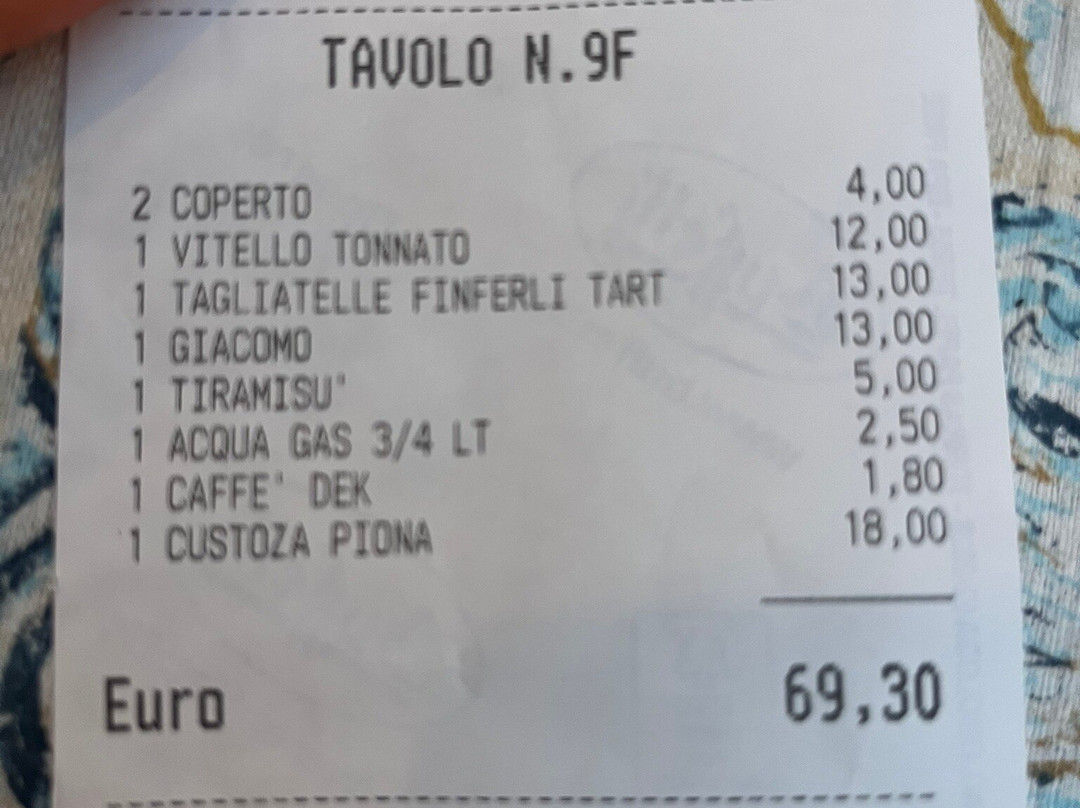 TAVOLO N.9F
2 COPERTO 4,00
1 VITELLO TONNATO 12,00
1 TAGLIATELLE FINFERLI TART 13,00
1 GIACOMO 13,00
1 TIRAMISU' 5,00
1 ACQUA GAS 3/4 LT 2,50
1 CAFFE' DEK 1,80
1 CUSTOZA PIONA 18,00
Euro 69,30